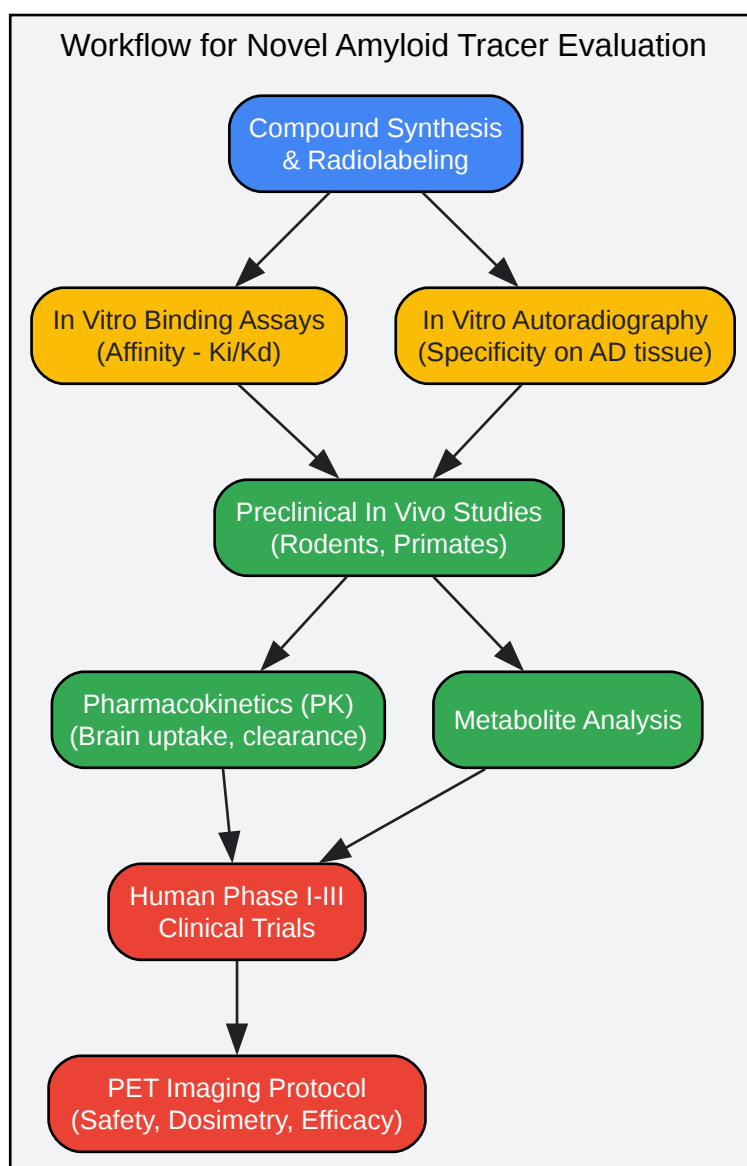 Workflow for Novel Amyloid Tracer Evaluation
Compound Synthesis
& Radiolabeling
In Vitro Binding Assays
(Affinity - Ki/Kd)
In Vitro Autoradiography
(Specificity on AD tissue)
Preclinical In Vivo Studies
(Rodents, Primates)
Pharmacokinetics (PK)
(Brain uptake, clearance)
Metabolite Analysis
Human Phase I-III
Clinical Trials
PET Imaging Protocol
(Safety, Dosimetry, Efficacy)